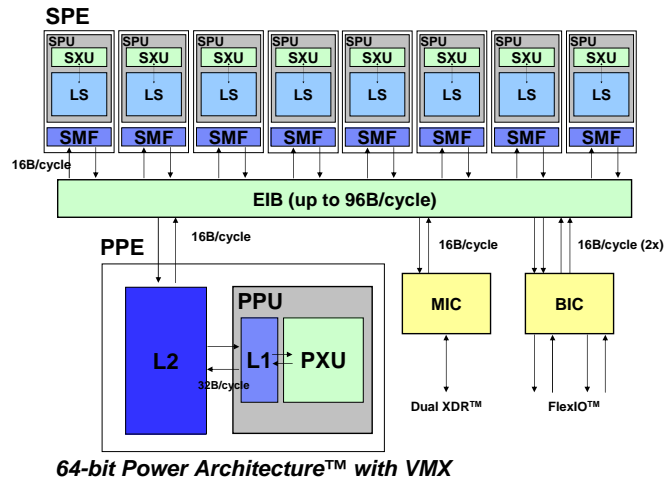 SPE
SPU SPU SPU SPU SPU SPU SPU SPU
SXU SXU SXU SXU SXU SXU SXU SXU
LS LS LS LS LS LS LS LS
SMF SMF SMF SMF SMF SMF SMF SMF
16B/cycle
EIB (up to 96B/cycle)
16B/cycle 16B/cycle 16B/cycle (2x)
PPE
PPU
MIC BIC
L2 L1 PXU
32B/cycle
Dual XDR™ FlexIO™
64-bit Power Architecture™ with VMX